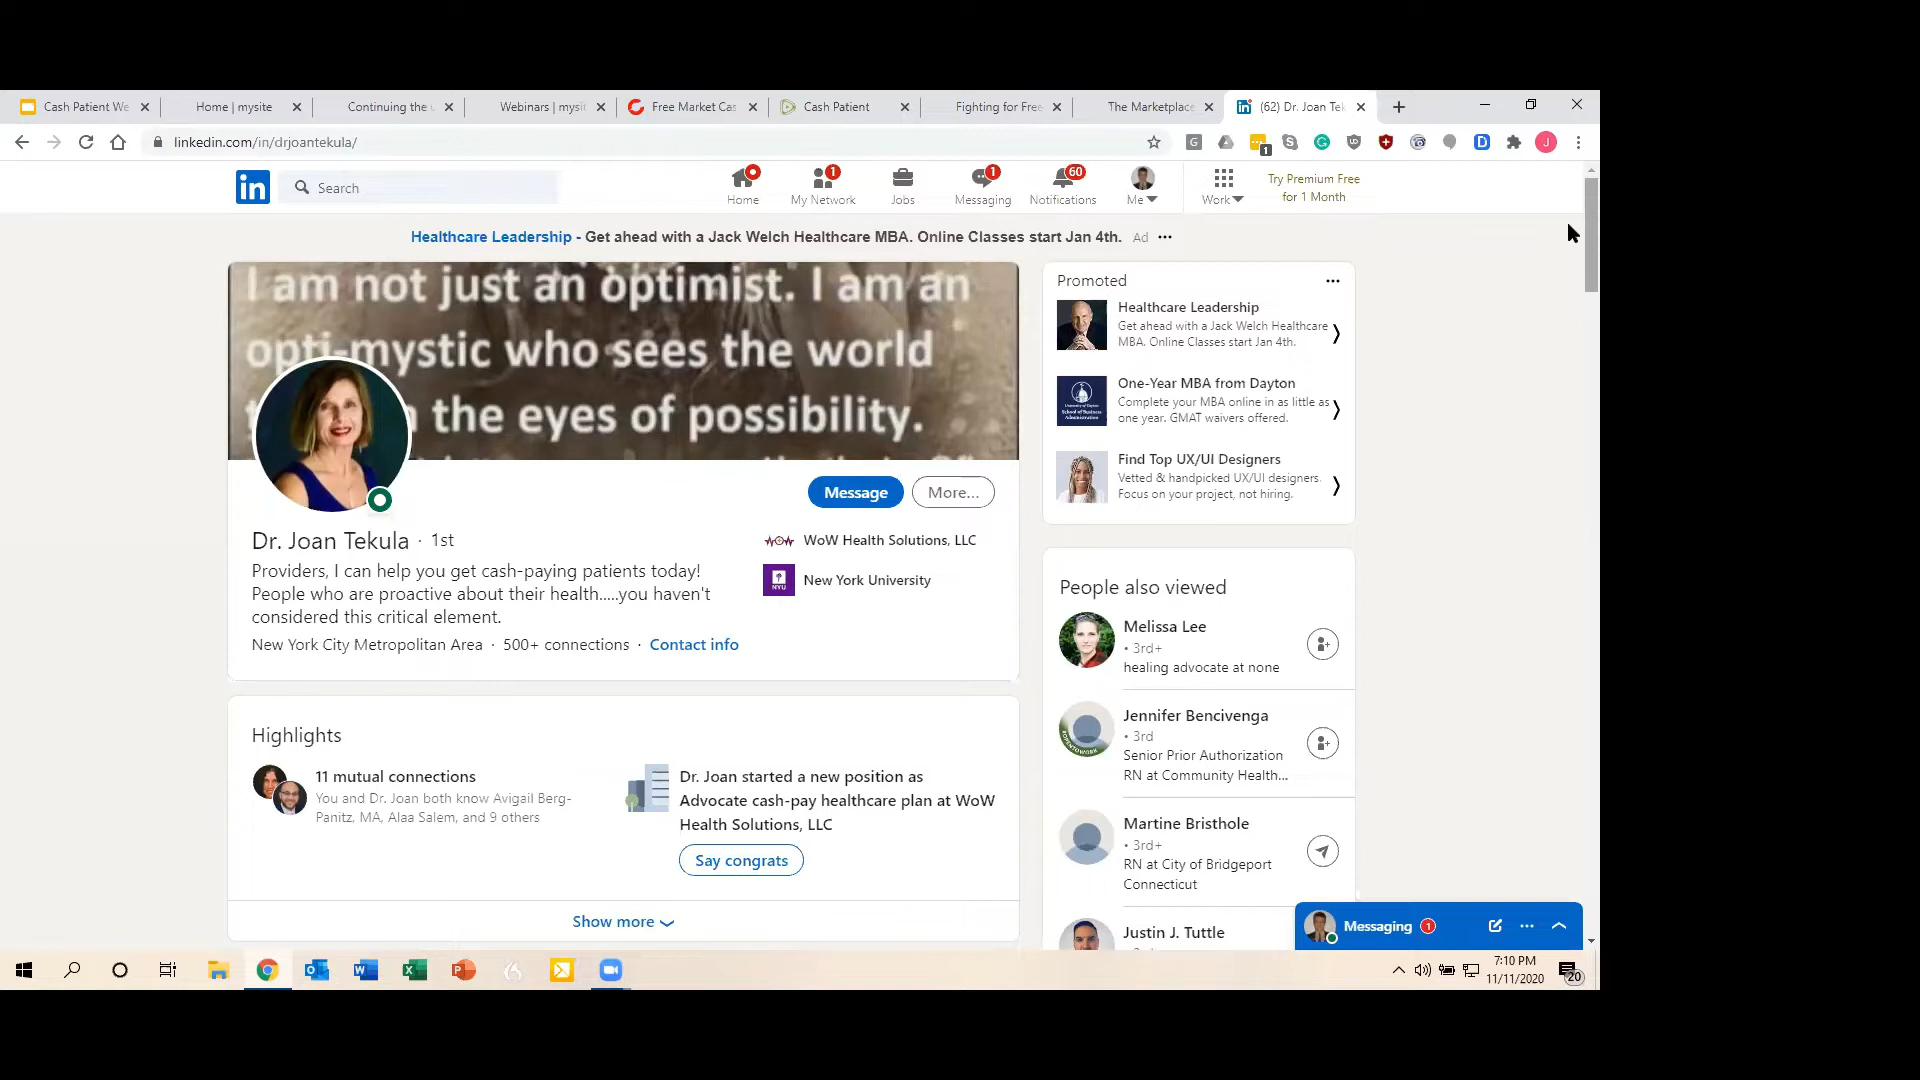 Cash Patient We
Home | mysite
Continuing the
Webinars | mysi
Free Market Cas
Cash Patient
Fighting for Free
The Marketplace
(62) Dr. Joan Tek
linkedin.com/in/drjoantekula/
1
J
in
Search
Home
1
My Network
Jobs
1
Messaging
60
Notifications
Me
Work
Try Premium Free
for 1 Month
Healthcare Leadership - Get ahead with a Jack Welch Healthcare MBA. Online Classes start Jan 4th. Ad
I am not just an optimist. I am an
opti-mystic who sees the world
the eyes of possibility.
Message
More...
Dr. Joan Tekula · 1st
Providers, I can help you get cash-paying patients today!
People who are proactive about their health.....you haven't
considered this critical element.
New York City Metropolitan Area · 500+ connections · Contact info
WoW Health Solutions, LLC
NYU
New York University
Highlights
11 mutual connections
You and Dr. Joan both know Avigail Berg-
Panitz, MA, Alaa Salem, and 9 others
Dr. Joan started a new position as
Advocate cash-pay healthcare plan at WoW
Health Solutions, LLC
Say congrats
Show more
Promoted
Healthcare Leadership
Get ahead with a Jack Welch Healthcare
MBA. Online Classes start Jan 4th.
One-Year MBA from Dayton
Complete your MBA online in as little as
one year. GMAT waivers offered.
Find Top UX/UI Designers
Vetted & handpicked UX/UI designers.
Focus on your project, not hiring.
People also viewed
Melissa Lee
• 3rd+
healing advocate at none
Jennifer Bencivenga
• 3rd
Senior Prior Authorization
RN at Community Health...
Martine Bristhole
• 3rd+
RN at City of Bridgeport
Connecticut
Justin J. Tuttle
Messaging 1
7:10 PM
11/11/2020
20